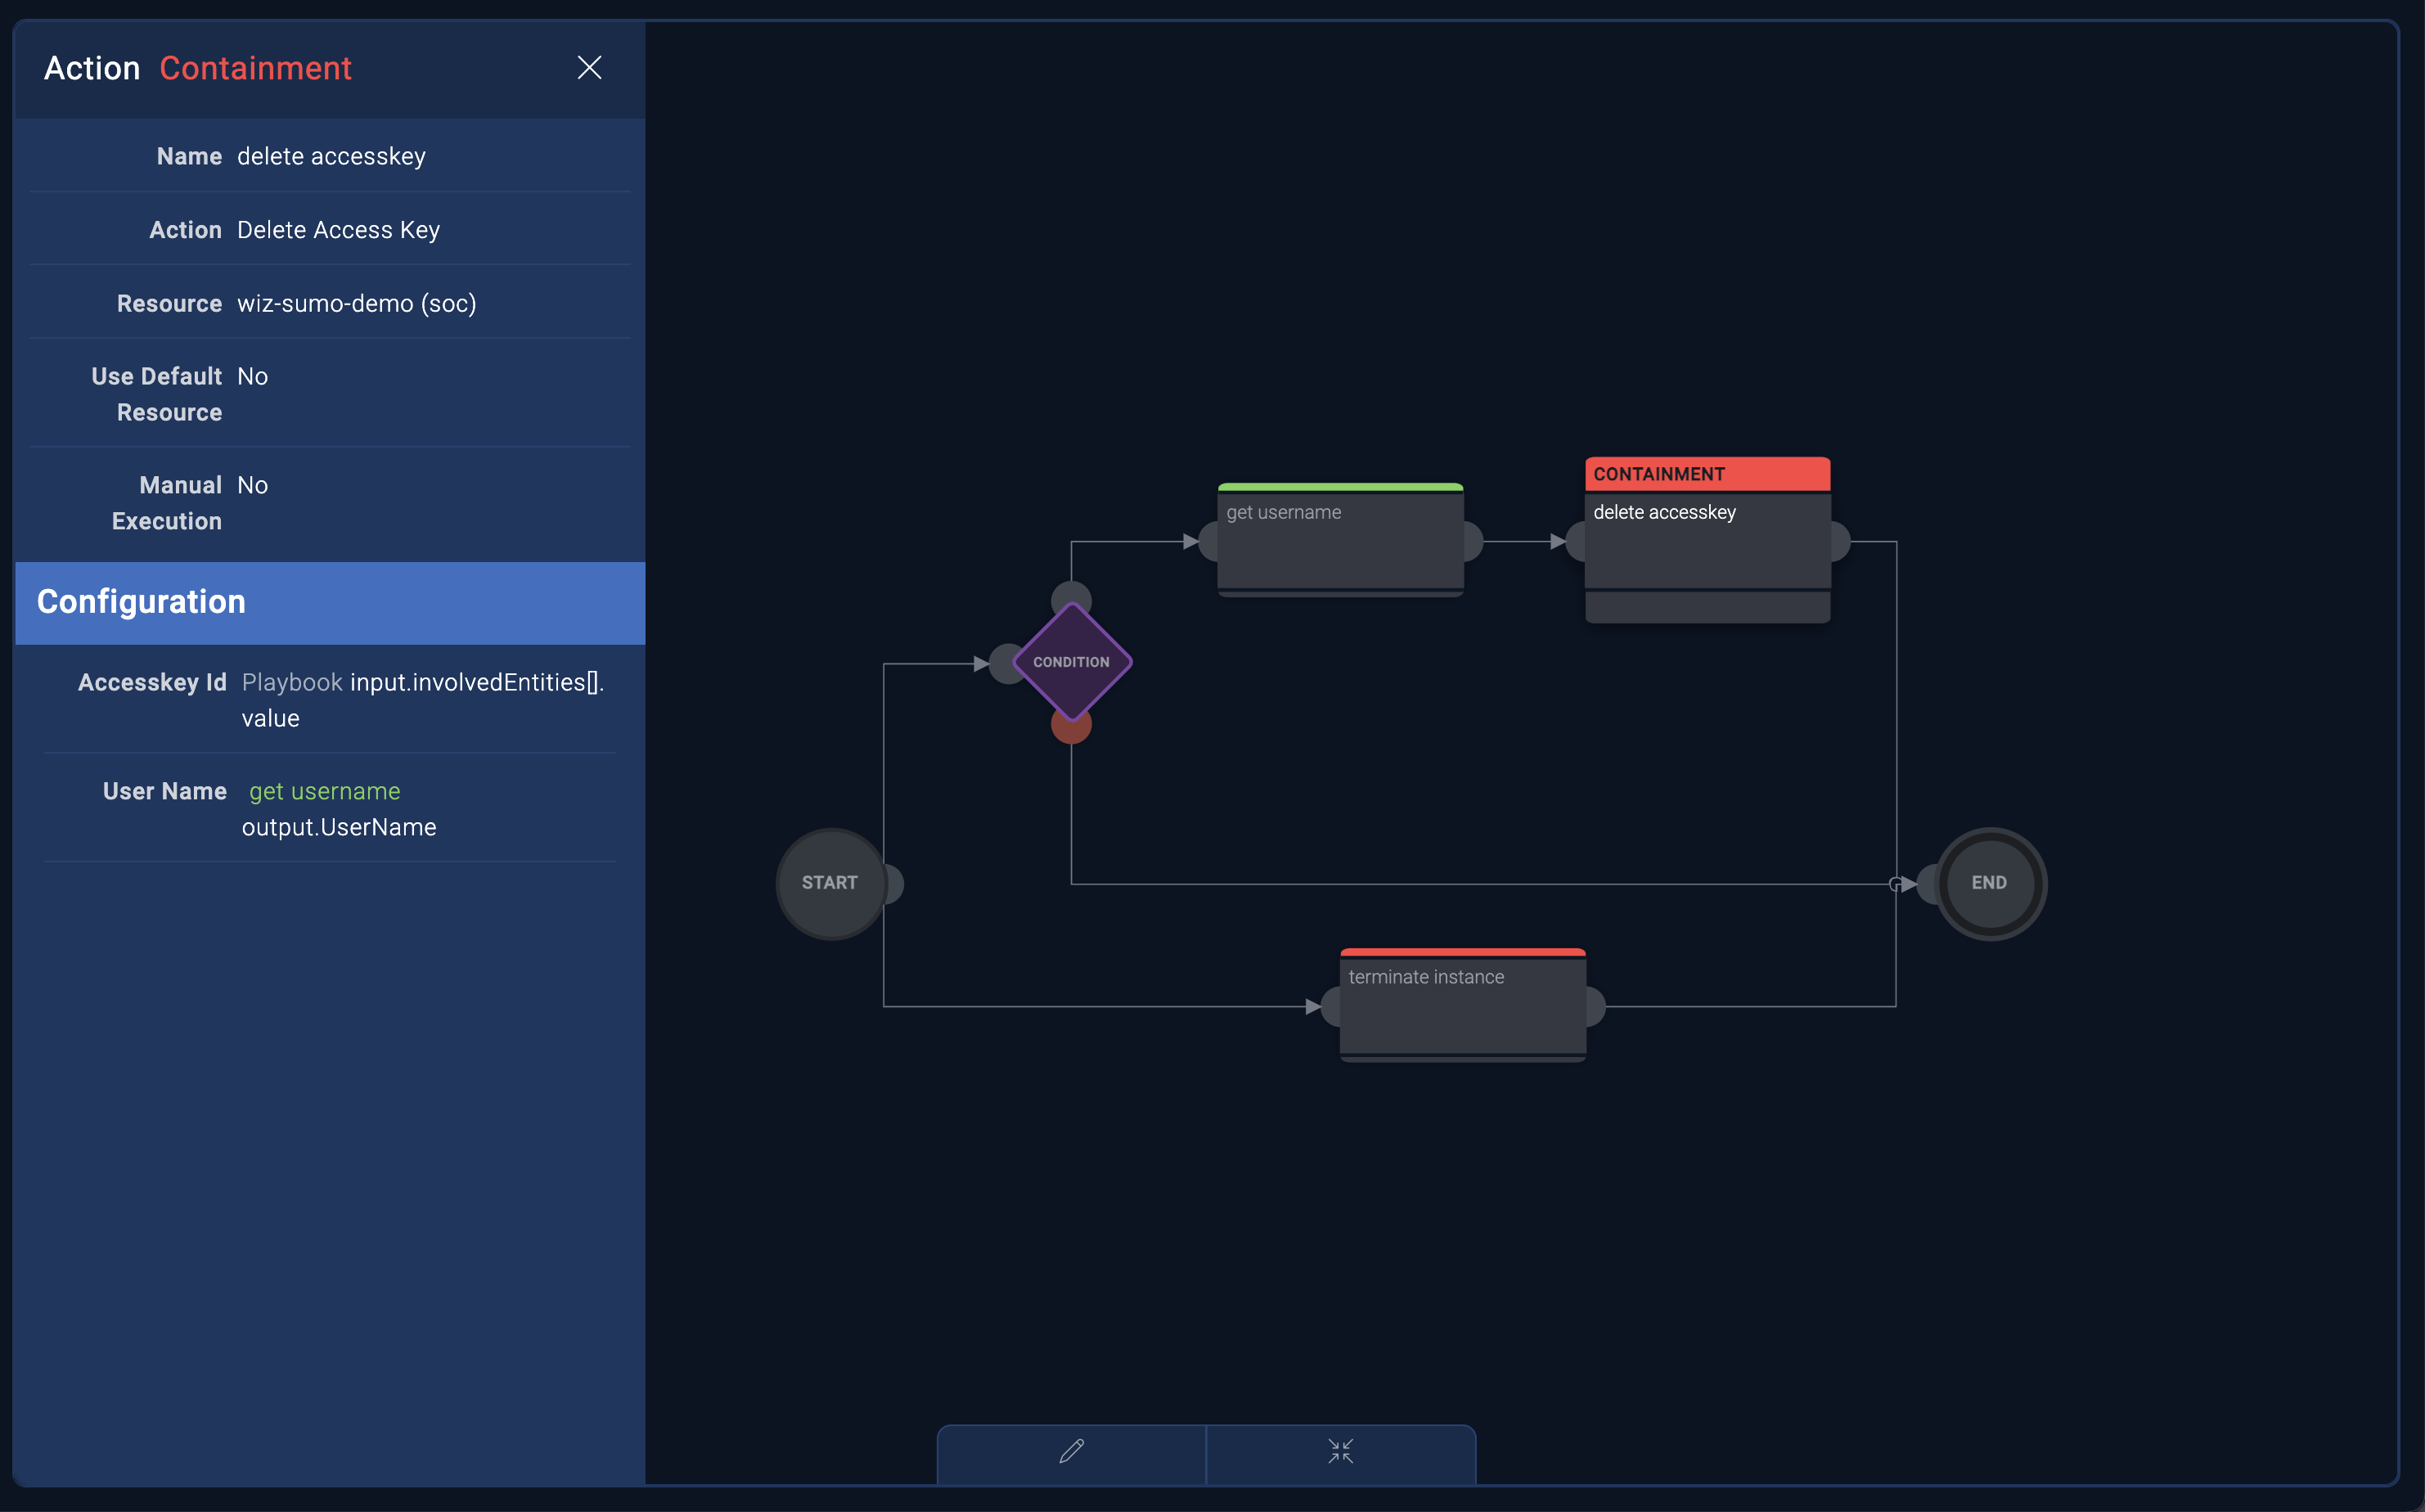 Action Containment
Name delete accesskey
Action Delete Access Key
Resource wiz-sumo-demo (soc)
Use Default No
Resource
Manual No
Execution
Configuration
Accesskey Id Playbook input.involvedEntities[].
value
User Name get username
output.UserName
CONTAINMENT
get username
delete accesskey
CONDITION
START
END
terminate instance